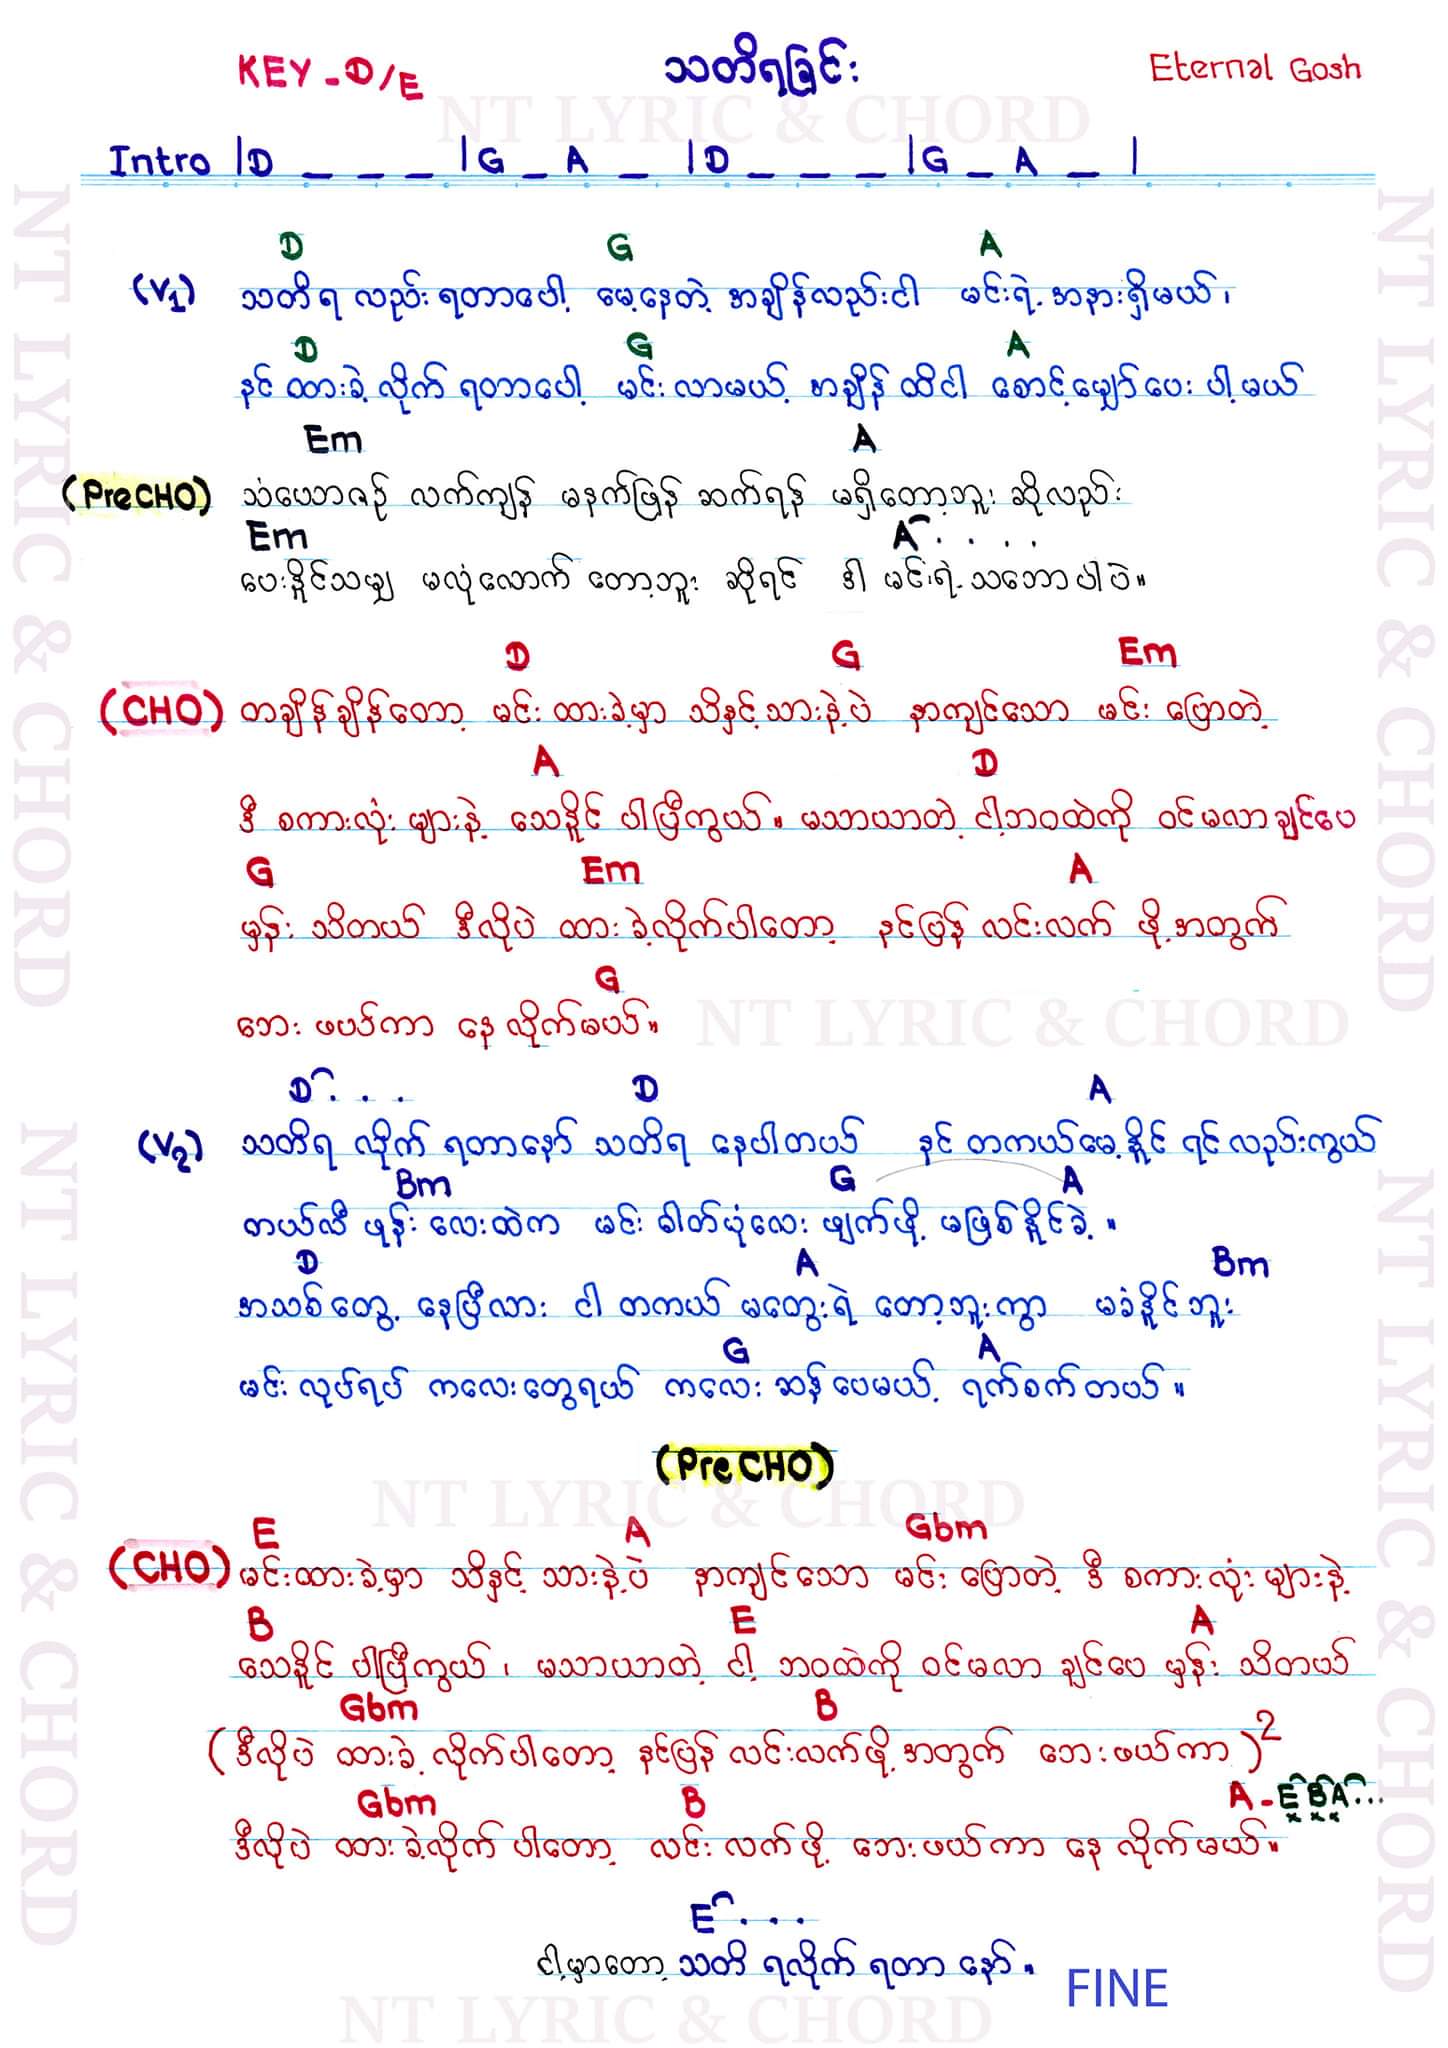 KEY - D/E သတိရခြင်း Eternal Gosh
NT LYRIC & CHORD
Intro |D _ _ _ |G _ A _ |D _ _ _ |G _ A _ |
D G A
(V1) သတိရ လည်း ရတာပေါ့ မေ့နေတဲ့ အချိန်လည်းငါ မင်းရဲ့ အနားရှိမယ်၊
D G A
နင် ထားခဲ့ လိုက် ရတာပေါ့ မင်း လာမယ့် အချိန် ထိငါ စောင့်မျှော်ပေး ပါ့မယ်
Em A
(PreCHO) သံယောဇဉ် လက်ကျန် မနက်ဖြန် ဆက်ရန် မရှိတော့ဘူး ဆိုလည်း
Em A . . . .
ပေးနိုင်သမျှ မလုံလောက် တော့ဘူး ဆိုရင် ဒါ မင်းရဲ့ သဘောပါပဲ။
D G Em
(CHO) တချိန်ချိန်တော့ မင်း ထားခဲ့မှာ သိနှင့်သားနဲ့ပဲ နာကျင်သော မင်း ပြောတဲ့
A D
ဒီ စကားလုံး များနဲ့ သေနိုင် ပါပြီကွယ်။ မသာယာတဲ့ ငါ့ဘဝထဲကို ဝင်မလာချင်ပေ
G Em A
မှန်း သိတယ် ဒီလိုပဲ ထား ခဲ့လိုက်ပါတော့ နင်ပြန် လင်းလက် ဖို့ အတွက်
G
ဘေး ဖယ်ကာ နေ လိုက်မယ်။
NT LYRIC & CHORD
D . . . D A
(V2) သတိရ လိုက် ရတာနော် သတိရ နေပါတယ် နင် တကယ်မေ့ နိုင် ရင် လည်းကွယ်
Bm G A
တယ်လီ ဖုန်း လေးထဲက မင်း ဓါတ်ပုံလေး ဖျက်ဖို့ မဖြစ်နိုင်ခဲ့ ။
D A Bm
အသစ်တွေ့ နေပြီလား ငါ တကယ် မတွေးရဲ တော့ဘူးကွာ မခံနိုင်ဘူး
G A
မင်း လုပ်ရပ် ကလေးတွေရယ် ကလေး ဆန်ပေမယ့် ရက်စက်တယ်။
(PreCHO)
NT LYRIC & CHORD
E A Gbm
(CHO) မင်းထားခဲ့မှာ သိနှင့် သားနဲ့ပဲ နာကျင်သော မင်း ပြောတဲ့ ဒီ စကားလုံး များနဲ့
B E A
သေနိုင် ပါပြီကွယ်၊ မသာယာတဲ့ ငါ့ ဘဝထဲကို ဝင်မလာ ချင်ပေ မှန်း သိတယ်
Gbm B
(ဒီလိုပဲ ထားခဲ့ လိုက်ပါတော့ နင်ပြန် လင်းလက်ဖို့ အတွက် ဘေးဖယ်ကာ)2
Gbm B A - E B A...
ဒီလိုပဲ ထား ခဲ့လိုက် ပါတော့ လင်း လက်ဖို့ ဘေးဖယ်ကာ နေ လိုက်မယ်။
E . . .
ငါ့မှာတော့ သတိ ရလိုက် ရတာ နော်။ FINE
NT LYRIC & CHORD
NT LYRIC & CHORD
NT LYRIC & CHORD
NT LYRIC & CHORD
NT LYRIC & CHORD